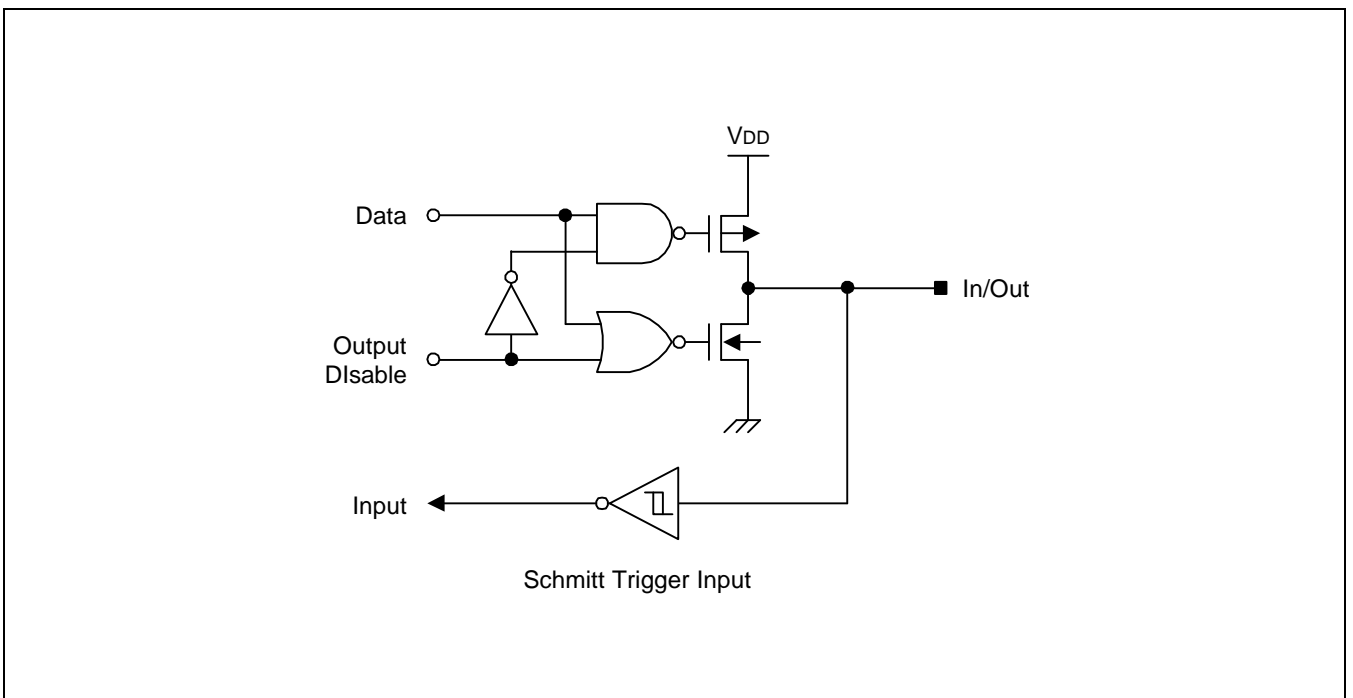 VDD
Data
In/Out
Output
DIsable
Input
Schmitt Trigger Input